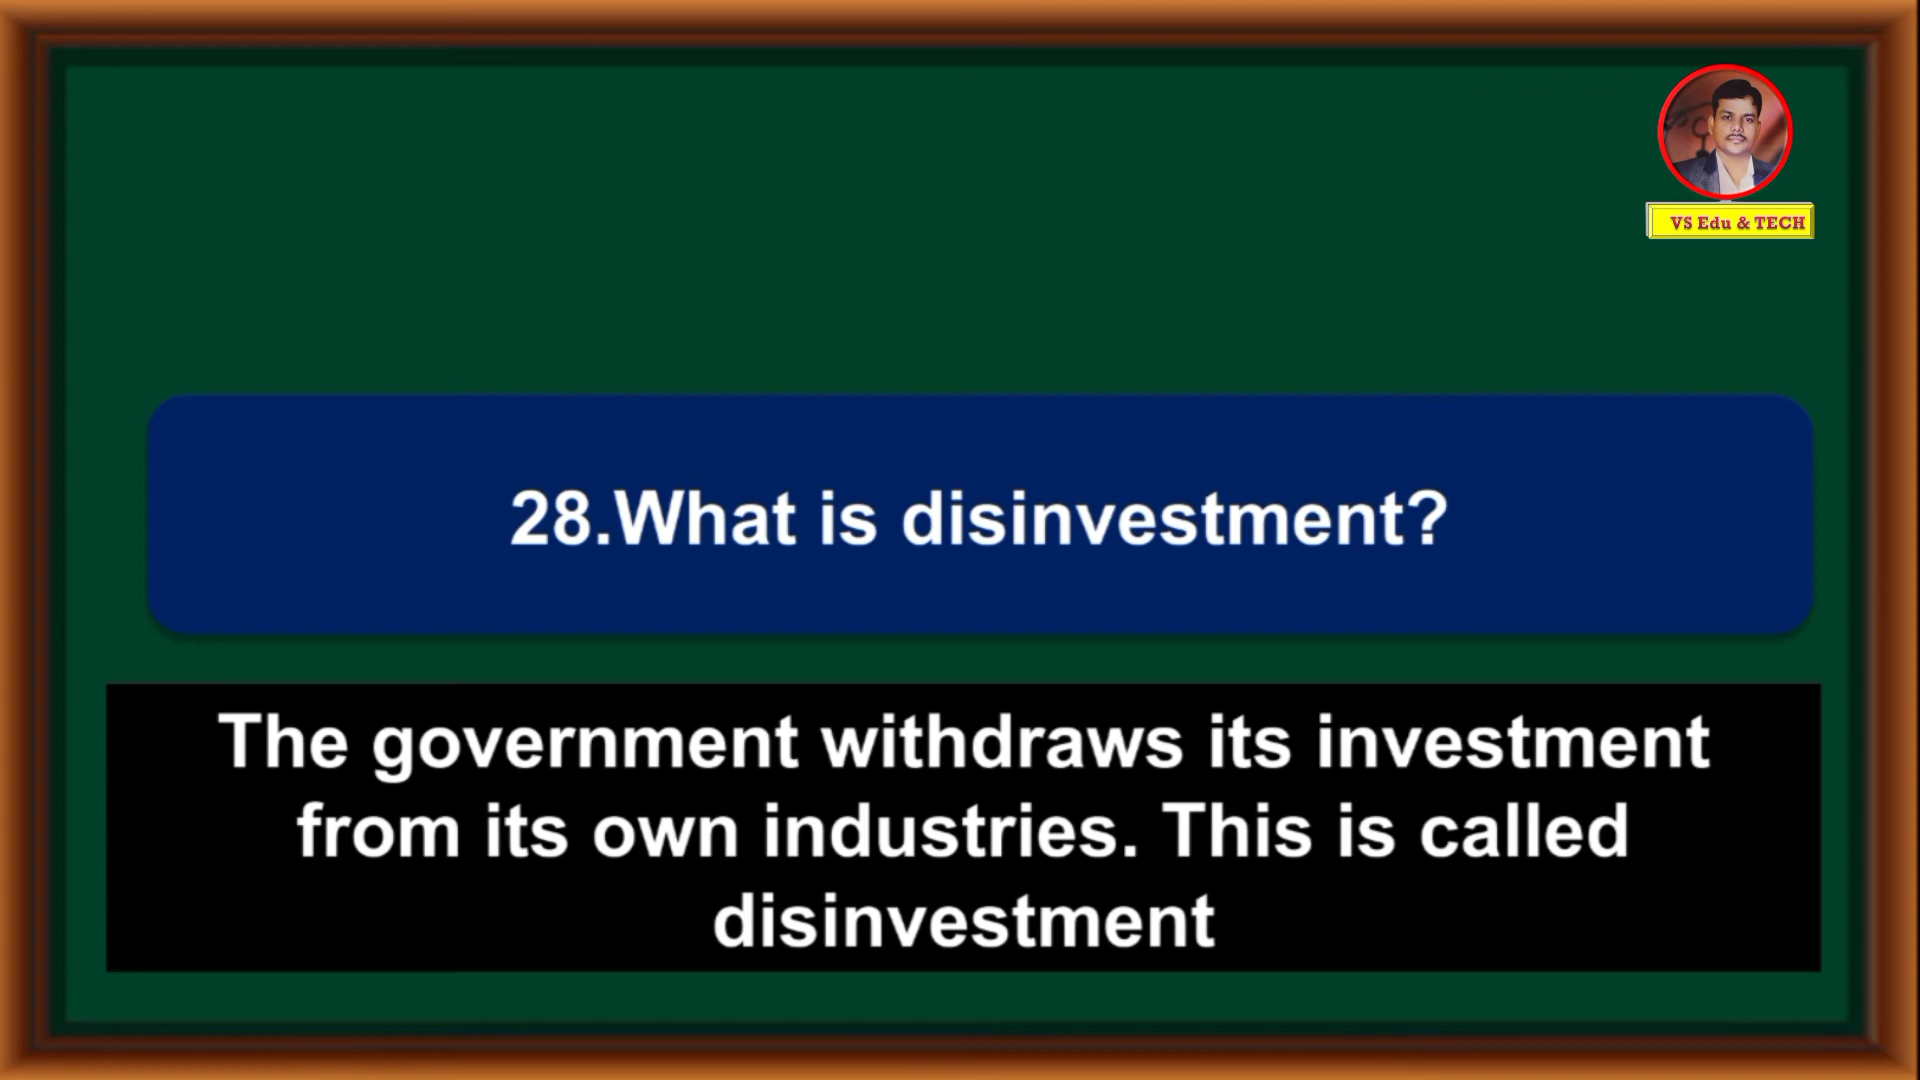 VS Edu & TECH
28.What is disinvestment?
The government withdraws its investment
from its own industries. This is called
disinvestment